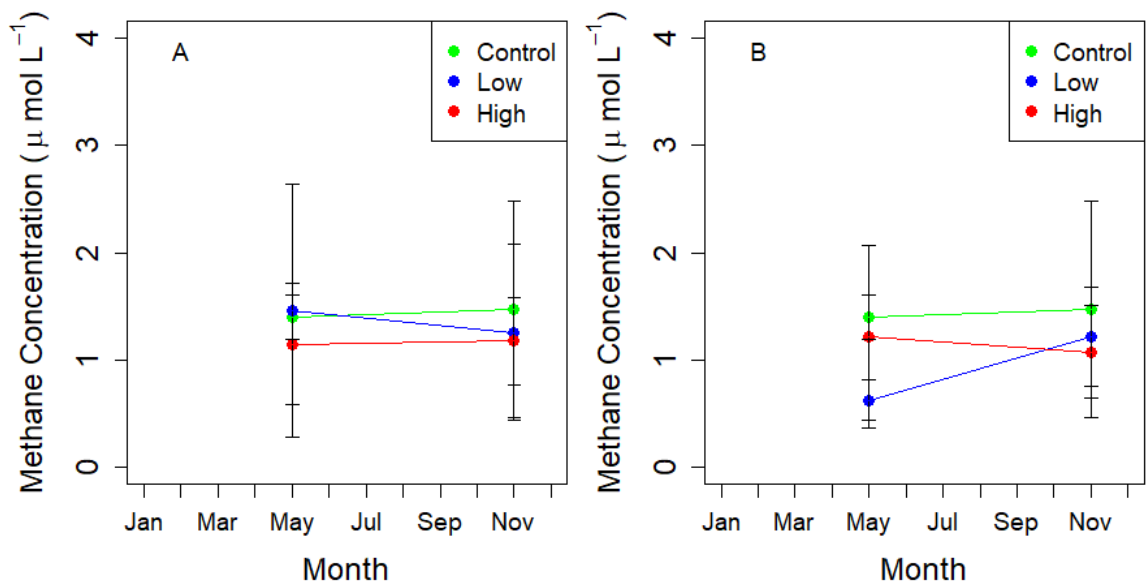 A
Control
Low
High
Methane Concentration ( μ mol L⁻¹)
4
3
2
1
0
Jan Mar May Jul Sep Nov
Month
B
Control
Low
High
Methane Concentration ( μ mol L⁻¹)
4
3
2
1
0
Jan Mar May Jul Sep Nov
Month